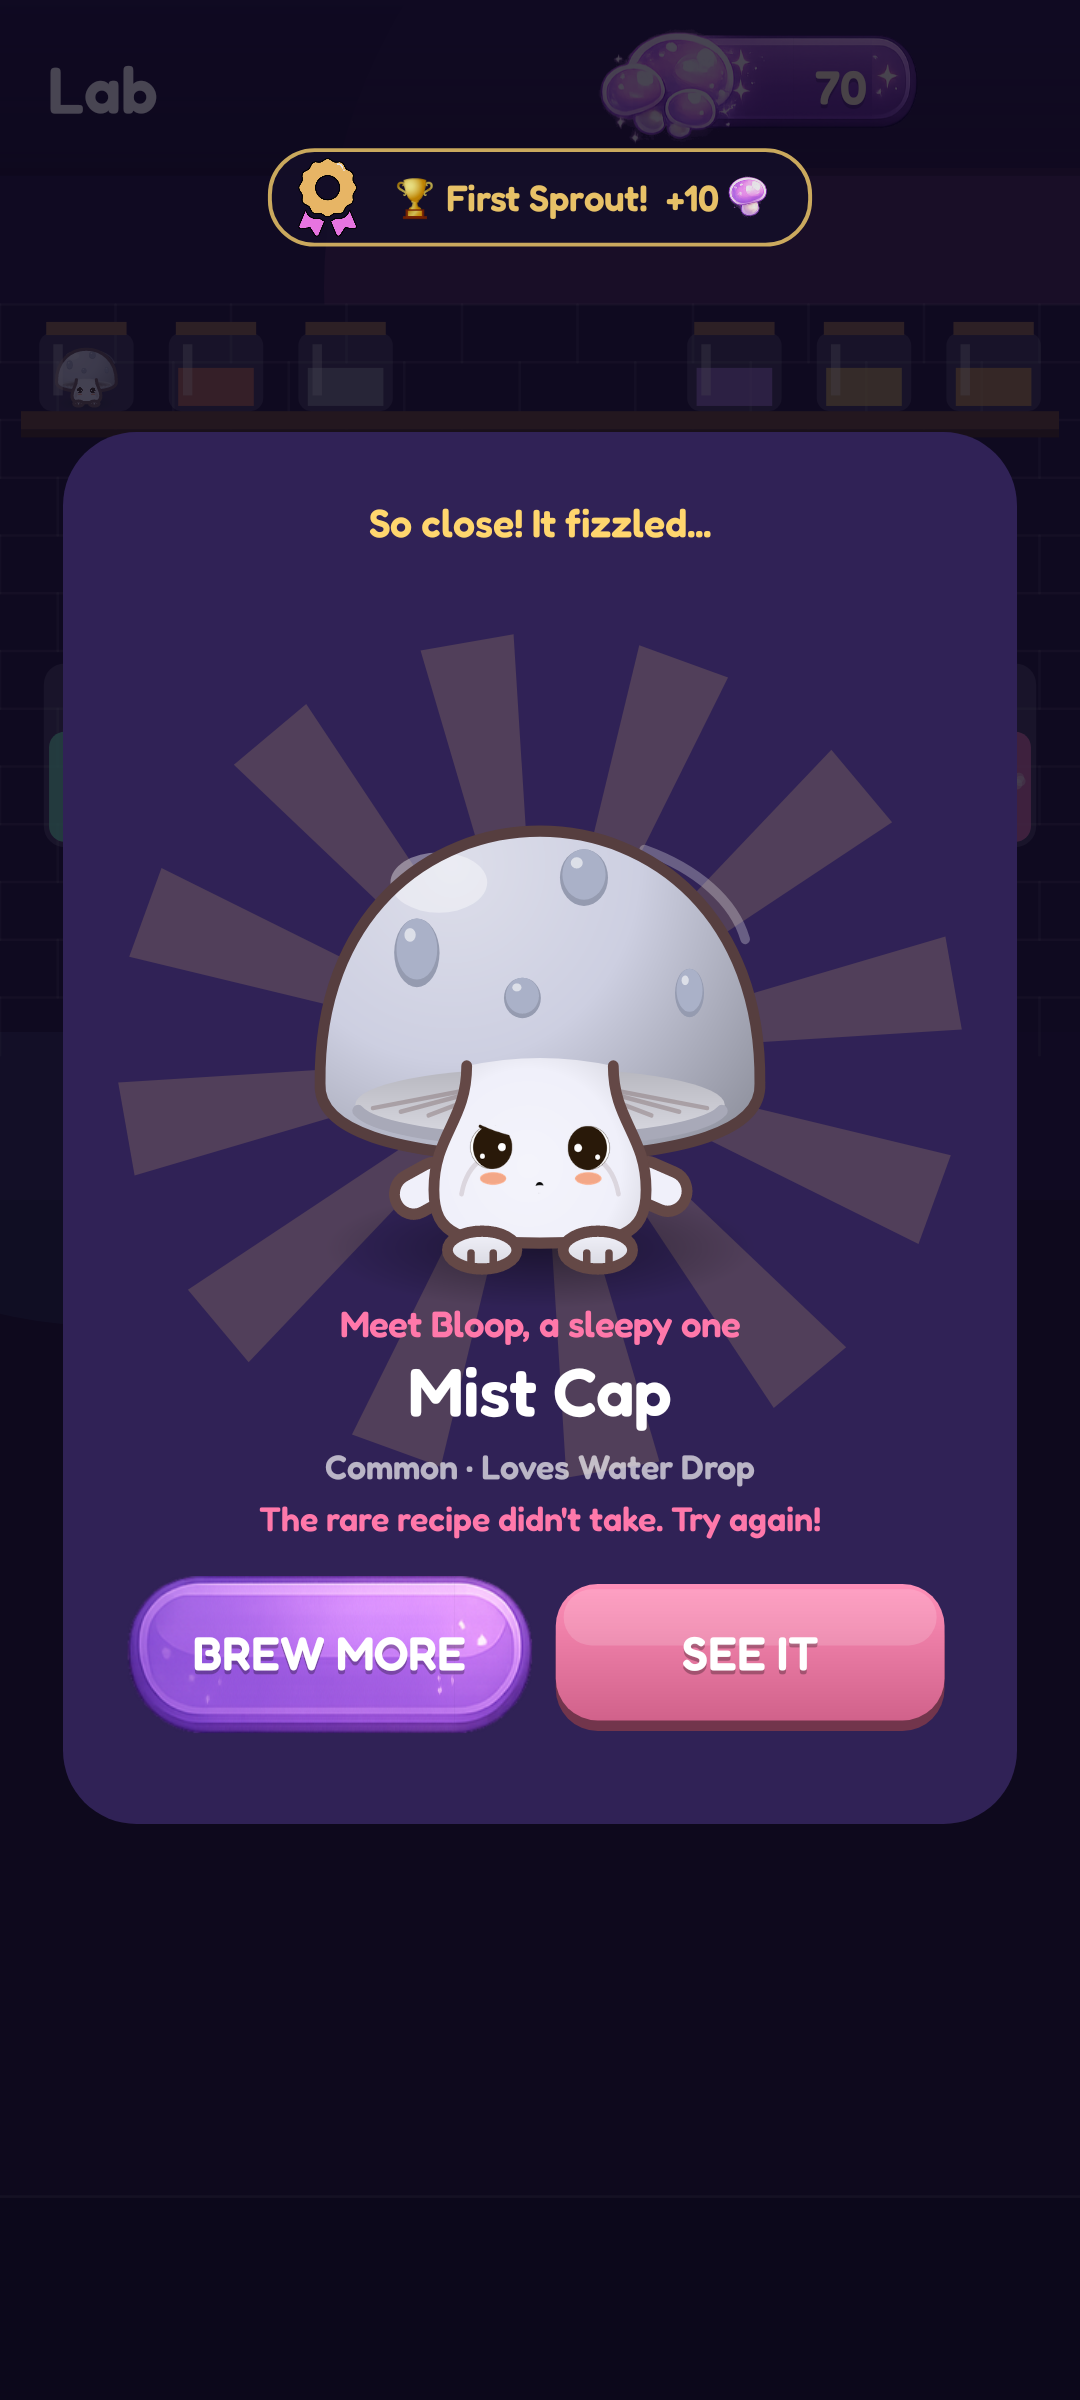 Lab
70
First Sprout! +10
So close! It fizzled...
Meet Bloop, a sleepy one
Mist Cap
Common · Loves Water Drop
The rare recipe didn't take. Try again!
BREW MORE
SEE IT